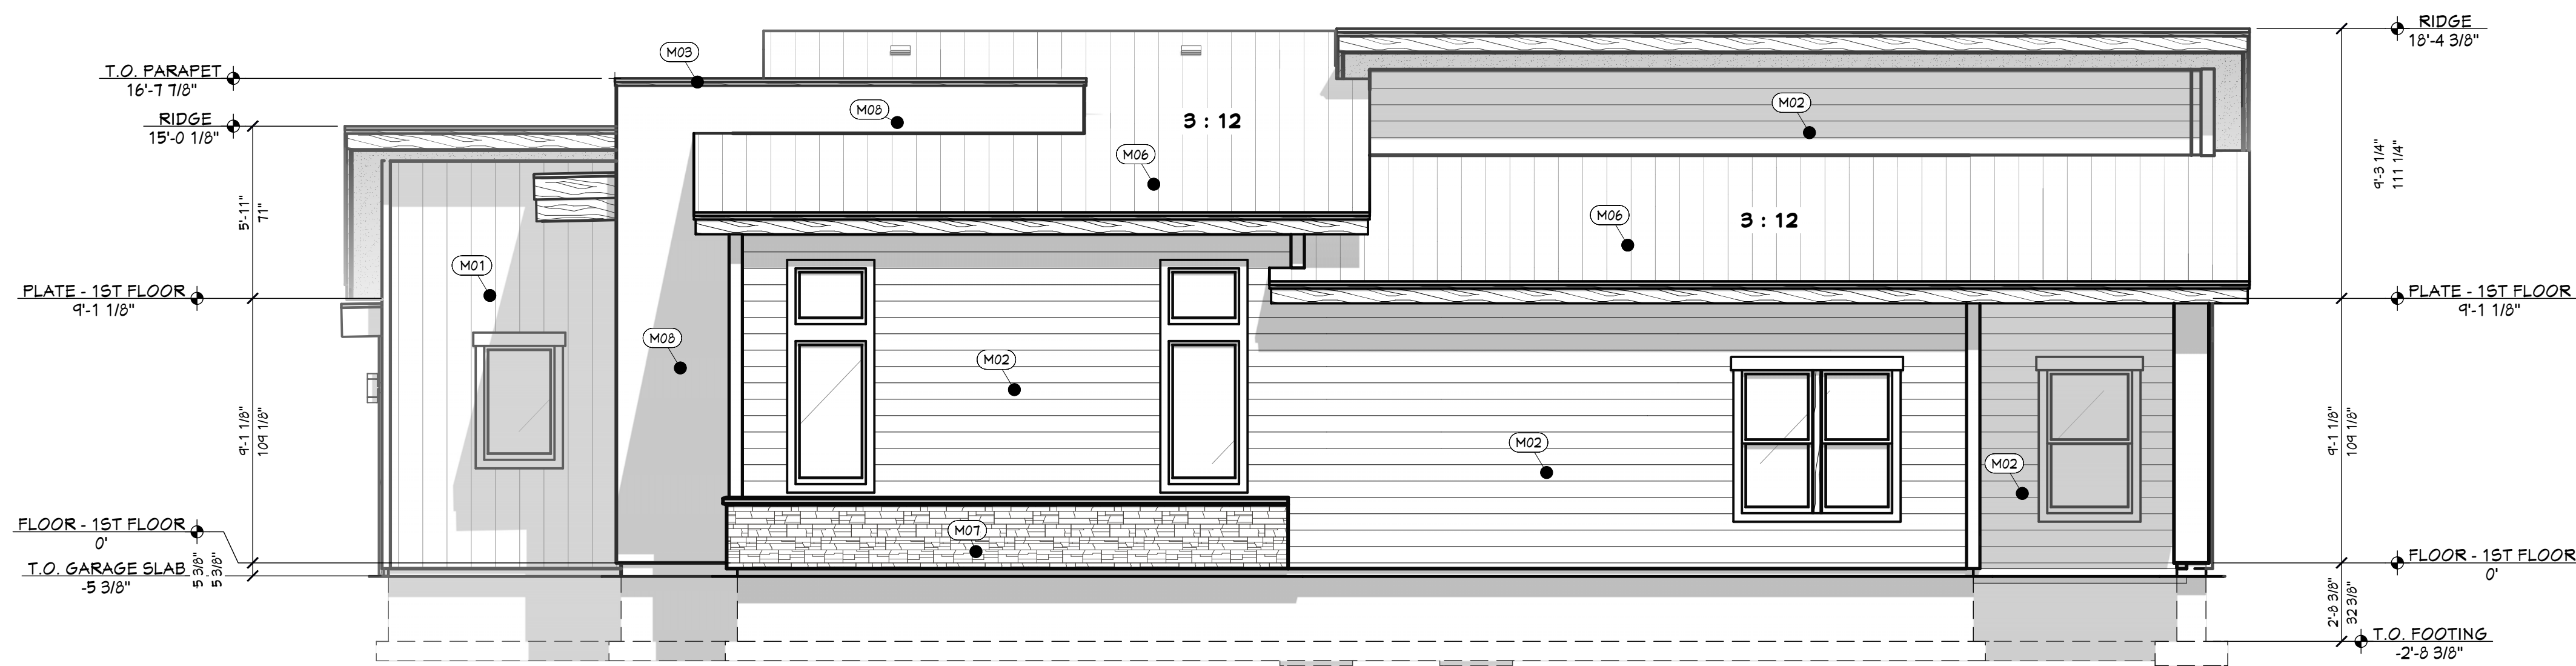 RIDGE
18'-4 3/8"
M03
T.O. PARAPET
16'-7 7/8"
M08
M02
RIDGE
15'-0 1/8"
3 : 12
M06
9'-3 1/4"
111 1/4"
5'-11"
71"
M06
3 : 12
M01
PLATE - 1ST FLOOR
9'-1 1/8"
PLATE - 1ST FLOOR
9'-1 1/8"
M08
M02
9'-1 1/8"
109 1/8"
M02
9'-1 1/8"
109 1/8"
M02
FLOOR - 1ST FLOOR
0'
M07
T.O. GARAGE SLAB
-5 3/8"
5 3/8"
5 3/8"
FLOOR - 1ST FLOOR
0'
2'-8 3/8"
32 3/8"
T.O. FOOTING
-2'-8 3/8"